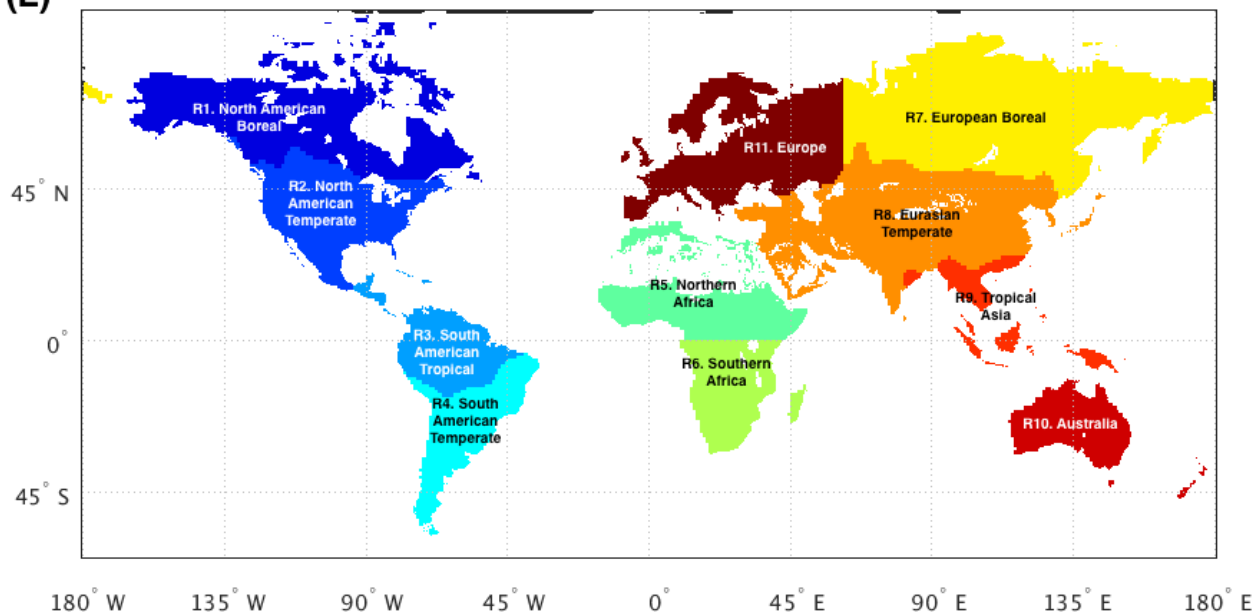 (E)
R1. North American
Boreal
R2. North
American
Temperate
R3. South
American
Tropical
R4. South
American
Temperate
R5. Northern
Africa
R6. Southern
Africa
R7. European Boreal
R8. Eurasian
Temperate
R9. Tropical
Asia
R10. Australia
R11. Europe
45° N
0°
45° S
180° W
135° W
90° W
45° W
0°
45° E
90° E
135° E
180° E